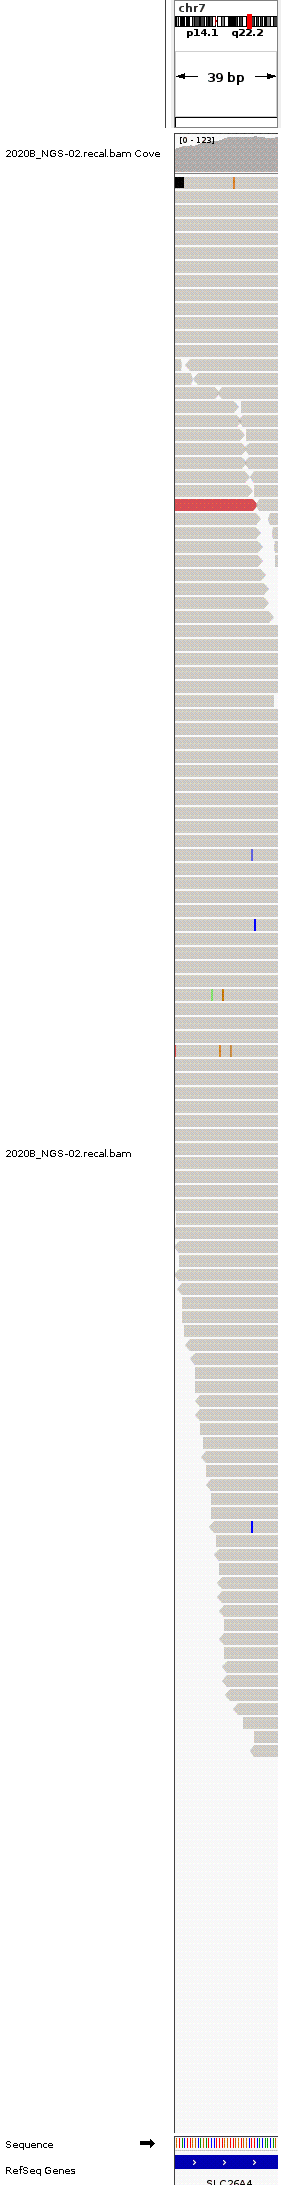 chr7
p14.1 q22.2
39 bp
[0 - 123]
2020B_NGS-02.recal.bam Cove
2020B_NGS-02.recal.bam
Sequence
RefSeq Genes
SLC26A4